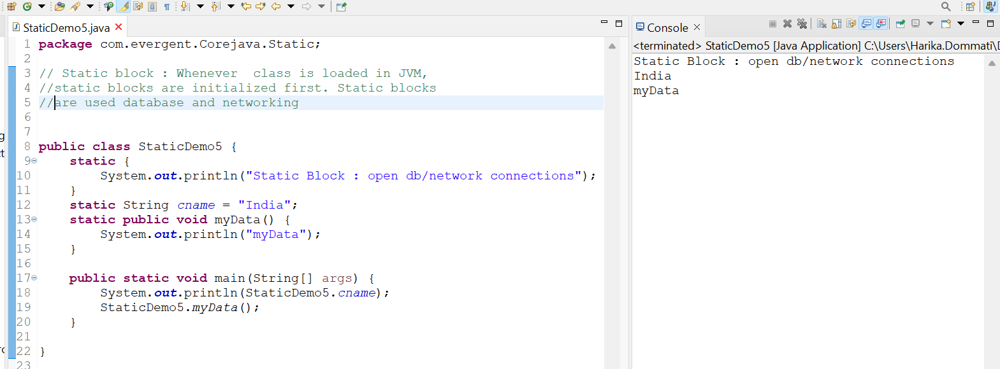 StaticDemo5.java
1 package com.evergent.Corejava.Static;
2
3 // Static block : Whenever  class is loaded in JVM,
4 //static blocks are initialized first. Static blocks
5 //are used database and networking
6
7
8 public class StaticDemo5 {
9     static {
10         System.out.println("Static Block : open db/network connections");
11     }
12     static String cname = "India";
13     static public void myData() {
14         System.out.println("myData");
15     }
16
17     public static void main(String[] args) {
18         System.out.println(StaticDemo5.cname);
19         StaticDemo5.myData();
20     }
21
22 }
23
Console
<terminated> StaticDemo5 [Java Application] C:\Users\Harika.Dommati\
Static Block : open db/network connections
India
myData